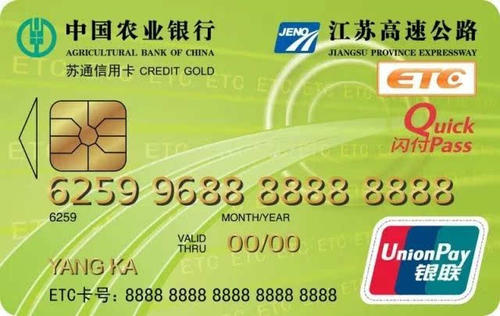 中国农业银行
AGRICULTURAL BANK OF CHINA
苏通信用卡 CREDIT GOLD
JENO 江苏高速公路
JIANGSU PROVINCE EXPRESSWAY
ETC
Quick
闪付Pass
6259 9688 8888 8888
6259
MONTH/YEAR
VALID
THRU 00/00
YANG KA
ETC卡号: 8888 8888 8888 8888 8888
UnionPay
银联